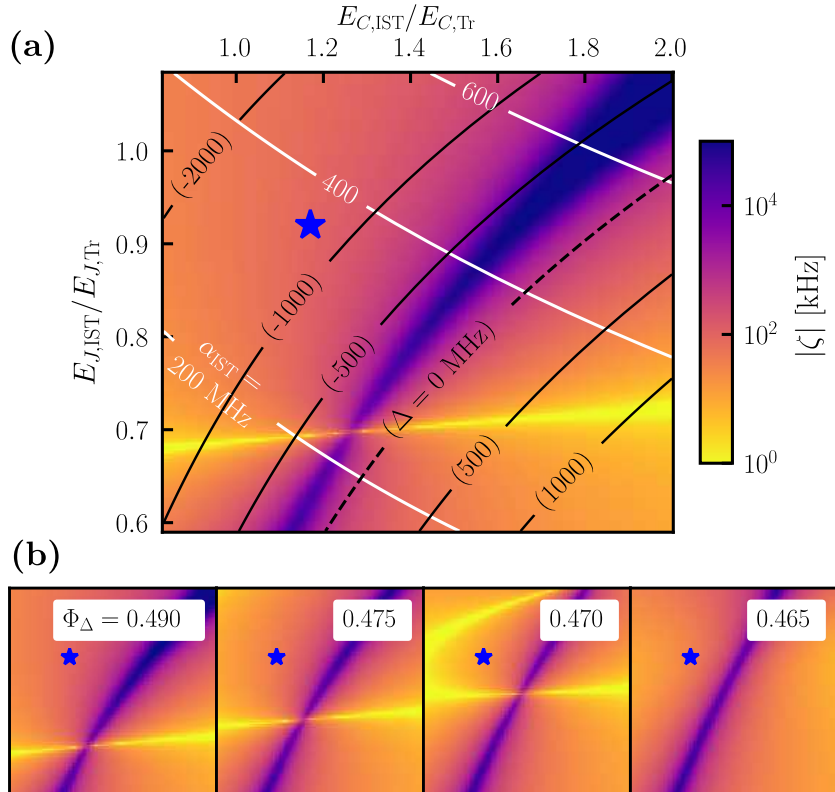 E_{C,IST}/E_{C,Tr}
(a)
1.0 1.2 1.4 1.6 1.8 2.0
E_{J,IST}/E_{J,Tr}
1.0
0.9
0.8
0.7
0.6
(-2000)
400
600
(-1000)
(-500)
α_{IST} =
200 MHz
(Δ = 0 MHz)
(500)
(1000)
10^4
10^2
10^0
|ζ| [kHz]
(b)
Φ_Δ = 0.490
0.475
0.470
0.465